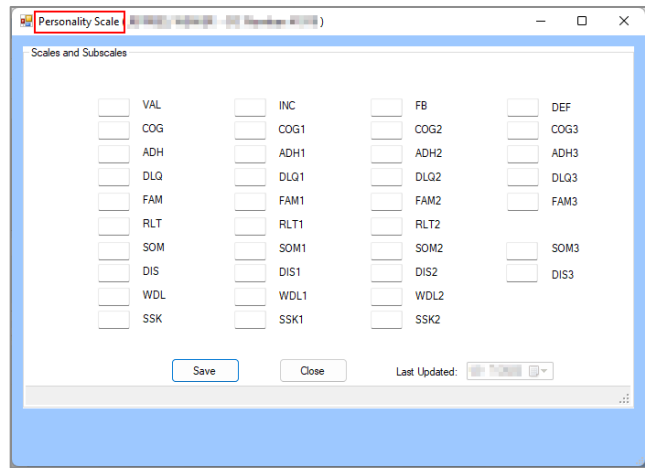 Personality Scale ( )
Scales and Subscales
VAL INC FB DEF
COG COG1 COG2 COG3
ADH ADH1 ADH2 ADH3
DLQ DLQ1 DLQ2 DLQ3
FAM FAM1 FAM2 FAM3
RLT RLT1 RLT2
SOM SOM1 SOM2 SOM3
DIS DIS1 DIS2 DIS3
WDL WDL1 WDL2
SSK SSK1 SSK2
Save Close Last Updated: